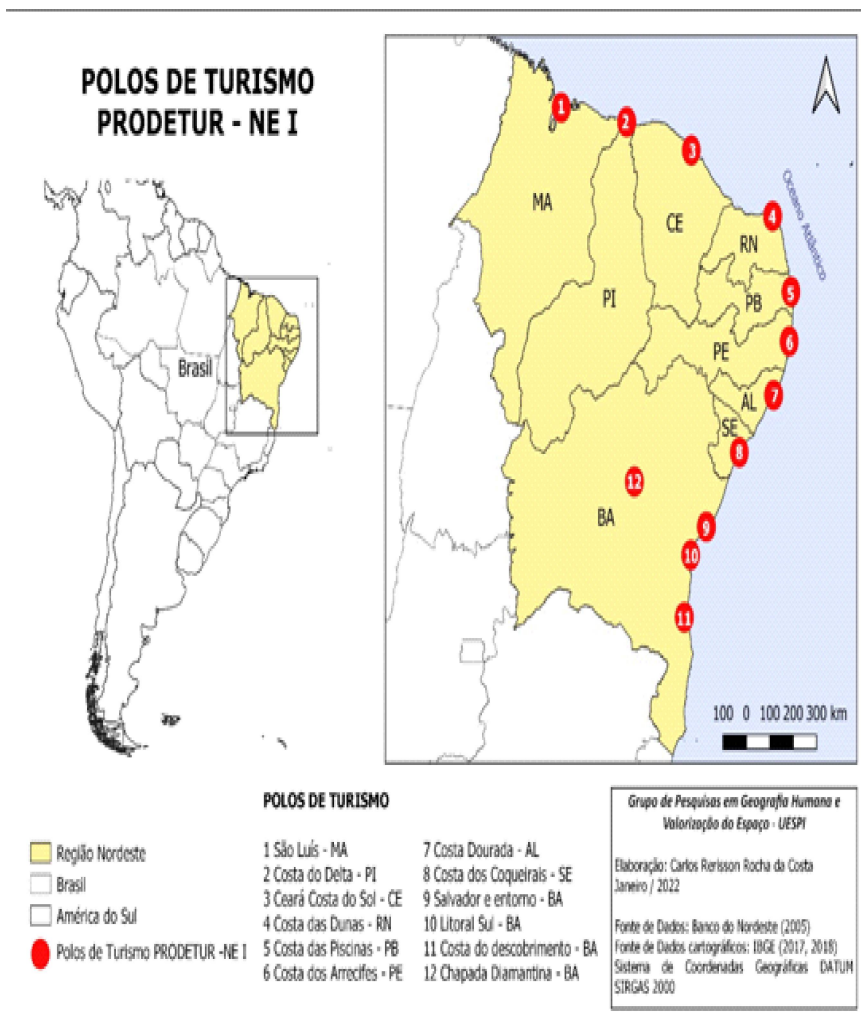 POLOS DE TURISMO
PRODETUR - NE I
Brasil
MA
PI
CE
RN
PB
PE
AL
SE
BA
1
2
3
4
5
6
7
8
9
10
11
12
Oceano Atlântico
100 0 100 200 300 km
Região Nordeste
Brasil
América do Sul
Polos de Turismo PRODETUR -NE I
POLOS DE TURISMO
1 São Luís - MA
2 Costa do Delta - PI
3 Ceará Costa do Sol - CE
4 Costa das Dunas - RN
5 Costa das Piscinas - PB
6 Costa dos Arrecifes - PE
7 Costa Dourada - AL
8 Costa dos Coqueirais - SE
9 Salvador e entorno - BA
10 Litoral Sul - BA
11 Costa do descobrimento - BA
12 Chapada Diamantina - BA
Grupo de Pesquisas em Geografia Humana e
Valorização do Espaço - UESPI
Elaboração: Carlos Rerisson Rocha da Costa
Janeiro / 2022
Fonte de Dados: Banco do Nordeste (2005)
Fonte de Dados cartográficos: IBGE (2017, 2018)
Sistema de Coordenadas Geográficas DATUM
SIRGAS 2000